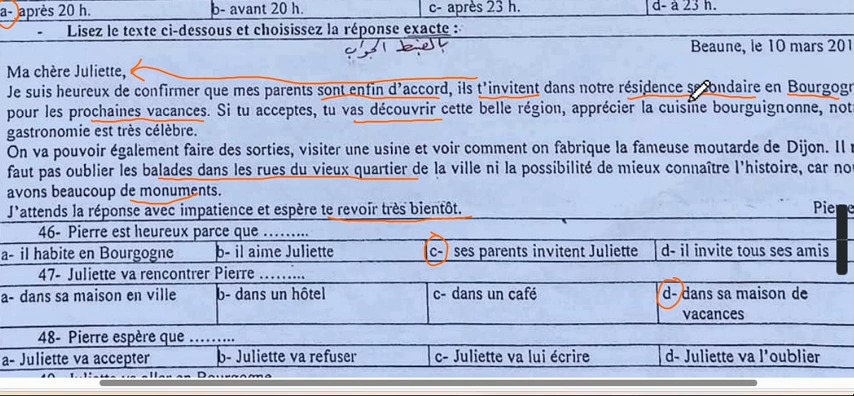 a- après 20 h. b- avant 20 h. c- après 23 h. d- à 23 h.
- Lisez le texte ci-dessous et choisissez la réponse exacte :
بالضبط الجواب
Beaune, le 10 mars 201
Ma chère Juliette,
Je suis heureux de confirmer que mes parents sont enfin d'accord, ils t'invitent dans notre résidence secondaire en Bourgogn
pour les prochaines vacances. Si tu acceptes, tu vas découvrir cette belle région, apprécier la cuisine bourguignonne, not
gastronomie est très célèbre.
On va pouvoir également faire des sorties, visiter une usine et voir comment on fabrique la fameuse moutarde de Dijon. Il
faut pas oublier les balades dans les rues du vieux quartier de la ville ni la possibilité de mieux connaître l'histoire, car no
avons beaucoup de monuments.
J'attends la réponse avec impatience et espère te revoir très bientôt. Pierre
46- Pierre est heureux parce que .........
a- il habite en Bourgogne b- il aime Juliette c- ses parents invitent Juliette d- il invite tous ses amis
47- Juliette va rencontrer Pierre .........
a- dans sa maison en ville b- dans un hôtel c- dans un café d- dans sa maison de
vacances
48- Pierre espère que .........
a- Juliette va accepter b- Juliette va refuser c- Juliette va lui écrire d- Juliette va l'oublier